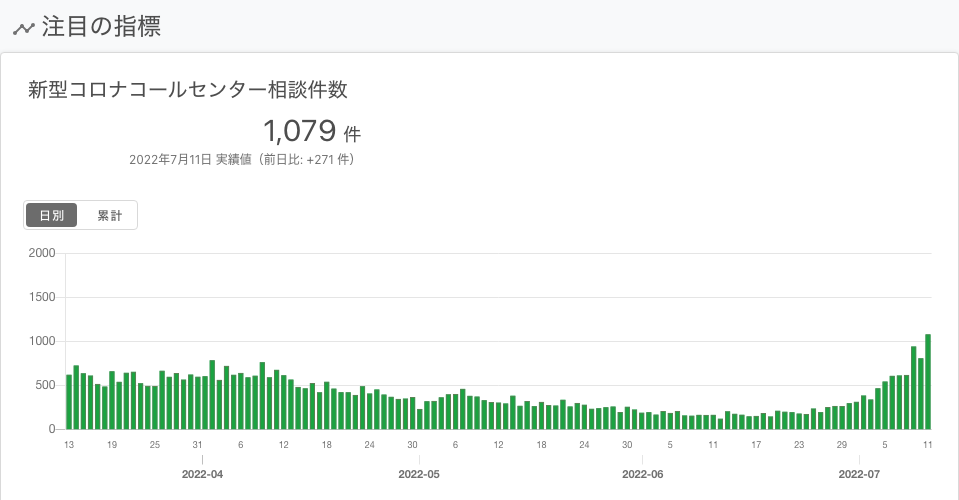 注目の指標
新型コロナコールセンター相談件数
1,079 件
2022年7月11日 実績値（前日比: +271 件）
日別 累計
2000
1500
1000
500
0
13 19 25 31 6 12 18 24 30 6 12 18 24 30 5 11 17 23 29 5 11
2022-04 2022-05 2022-06 2022-07